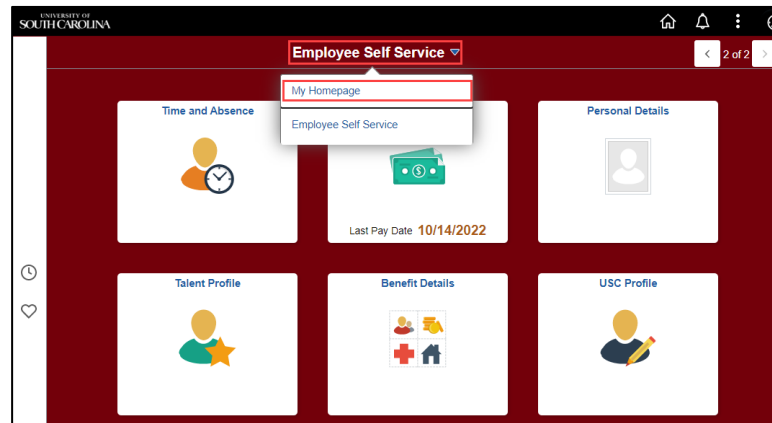 UNIVERSITY OF
SOUTH CAROLINA
Employee Self Service
2 of 2
My Homepage
Employee Self Service
Time and Absence
Personal Details
Last Pay Date 10/14/2022
Talent Profile
Benefit Details
USC Profile